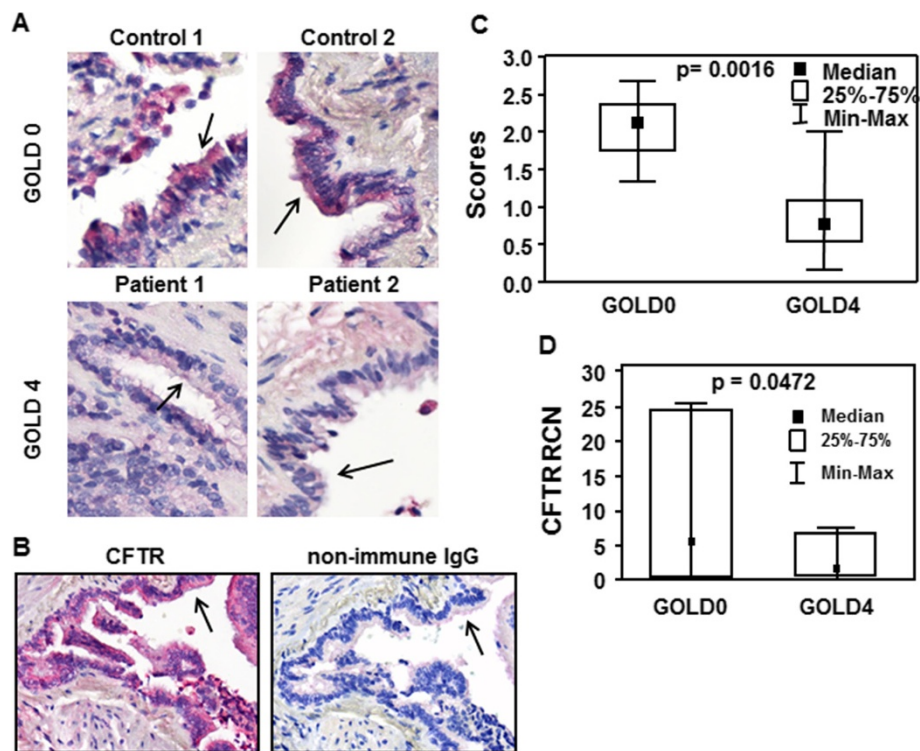 A
Control 1
Control 2
GOLD 0
Patient 1
Patient 2
GOLD 4
B
CFTR
non-immune IgG
C
3.0
2.5
2.0
1.5
1.0
0.5
0.0
Scores
p= 0.0016
Median
25%-75%
Min-Max
GOLD0
GOLD4
D
30
25
20
15
10
5
0
CFTR RCN
p = 0.0472
Median
25%-75%
Min-Max
GOLD0
GOLD4